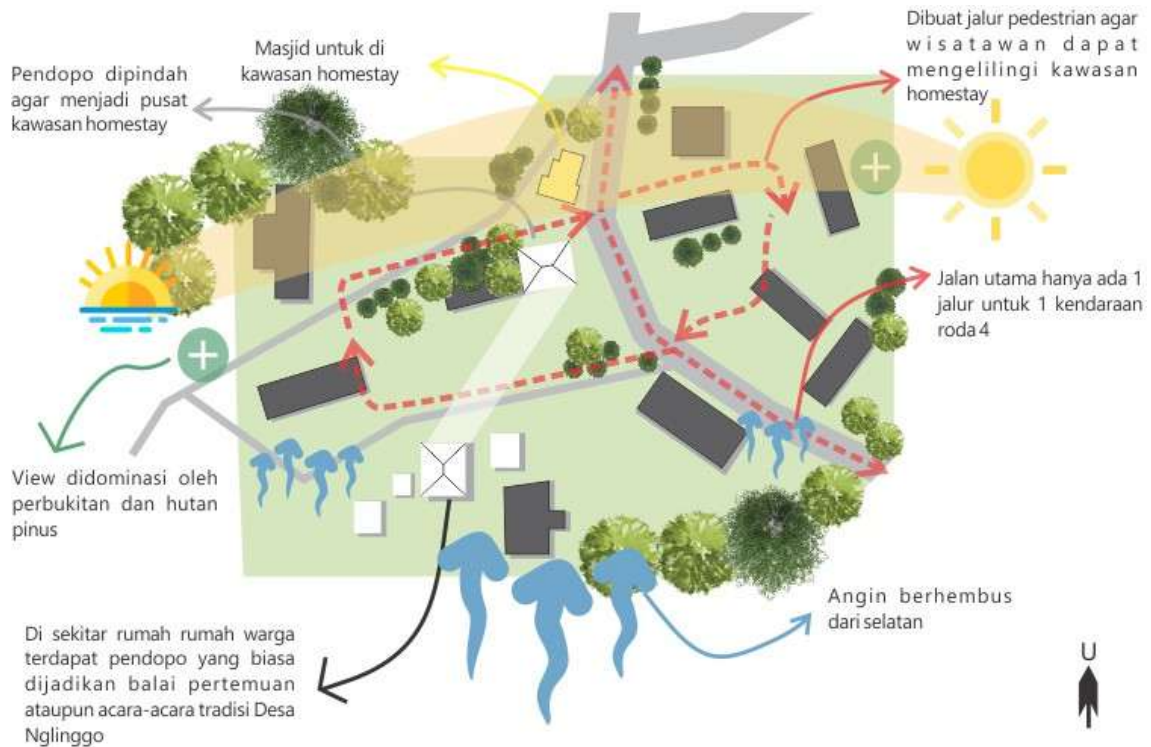 Pendopo dipindah
agar menjadi pusat
kawasan homestay
Masjid untuk di
kawasan homestay
Dibuat jalur pedestrian agar
wisatawan dapat
mengelilingi kawasan
homestay
Jalan utama hanya ada 1
jalur untuk 1 kendaraan
roda 4
View didominasi oleh
perbukitan dan hutan
pinus
Di sekitar rumah rumah warga
terdapat pendopo yang biasa
dijadikan balai pertemuan
ataupun acara-acara tradisi Desa
Nglinggo
Angin berhembus
dari selatan
U